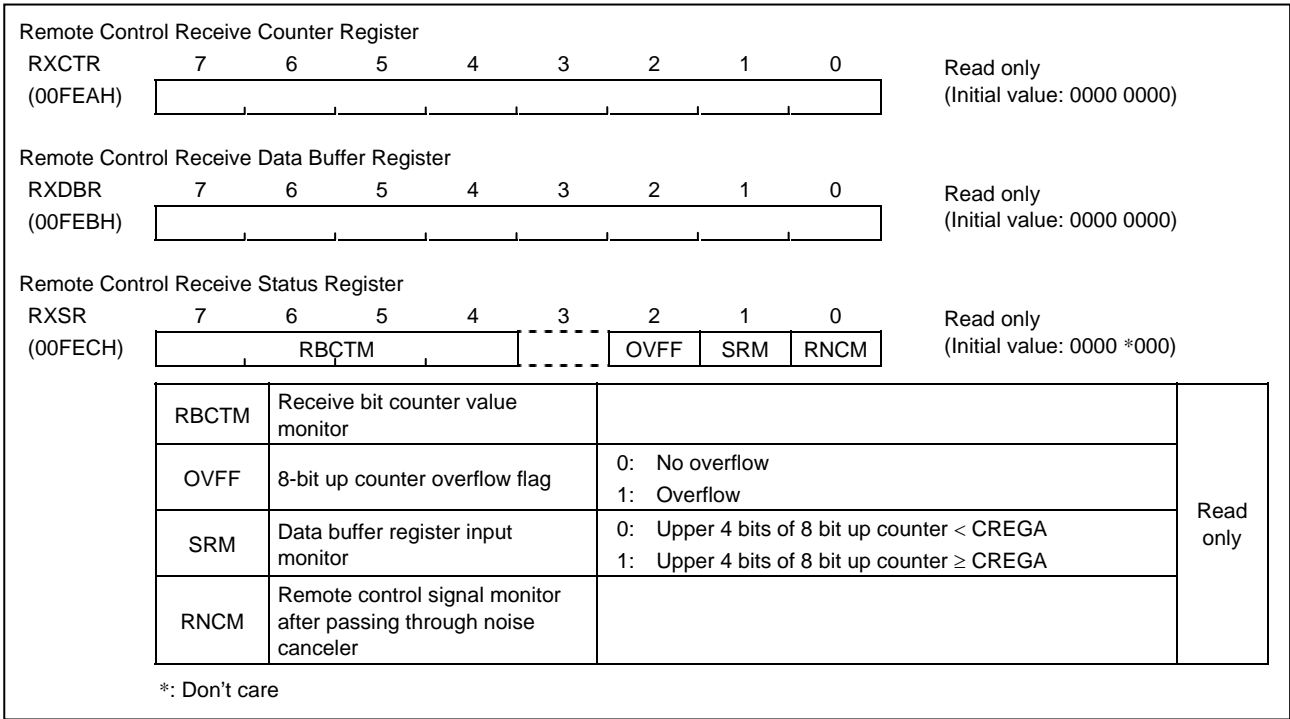 Remote Control Receive Counter Register
RXCTR 7 6 5 4 3 2 1 0 Read only
(00FEAH) (Initial value: 0000 0000)
Remote Control Receive Data Buffer Register
RXDBR 7 6 5 4 3 2 1 0 Read only
(00FEBH) (Initial value: 0000 0000)
Remote Control Receive Status Register
RXSR 7 6 5 4 3 2 1 0 Read only
(00FECH) RBCTM OVFF SRM RNCM (Initial value: 0000 *000)
RBCTM Receive bit counter value
monitor
OVFF 8-bit up counter overflow flag
0: No overflow
1: Overflow
SRM Data buffer register input
monitor
0: Upper 4 bits of 8 bit up counter < CREGA
1: Upper 4 bits of 8 bit up counter ≥ CREGA
RNCM Remote control signal monitor
after passing through noise
canceler
Read
only
*: Don't care